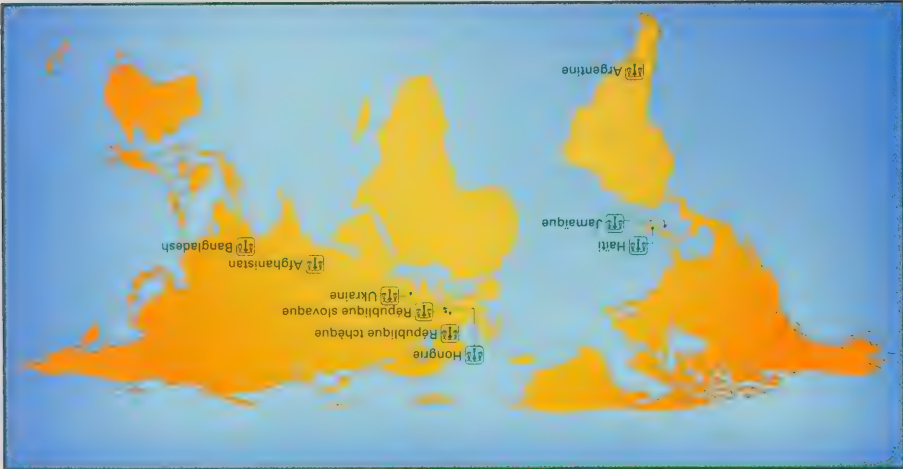 Hongrie
République tchèque
République slovaque
Ukraine
Afghanistan
Bangladesh
Haïti
Jamaïque
Argentine